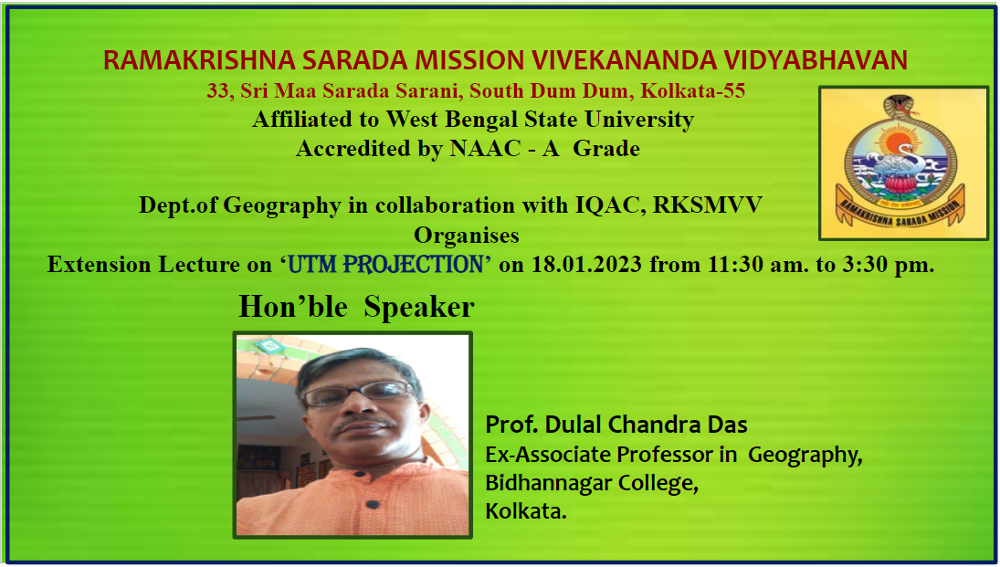 RAMAKRISHNA SARADA MISSION VIVEKANANDA VIDYABHAVAN
33, Sri Maa Sarada Sarani, South Dum Dum, Kolkata-55
Affiliated to West Bengal State University
Accredited by NAAC - A  Grade
RAMAKRISHNA SARADA MISSION
Dept.of Geography in collaboration with IQAC, RKSMVV
Organises
Extension Lecture on ‘UTM PROJECTION’ on 18.01.2023 from 11:30 am. to 3:30 pm.
Hon’ble  Speaker
Prof. Dulal Chandra Das
Ex-Associate Professor in  Geography,
Bidhannagar College,
Kolkata.